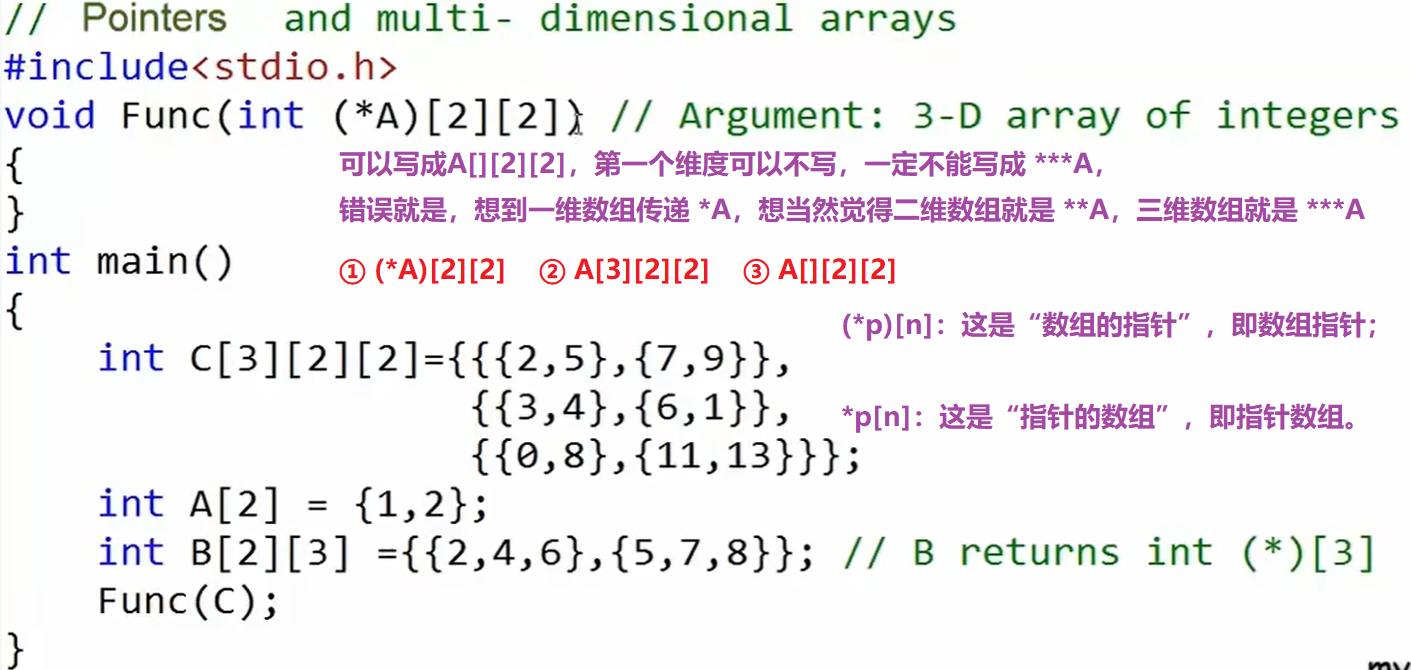 // Pointers and multi- dimensional arrays
#include<stdio.h>
void Func(int (*A)[2][2]) // Argument: 3-D array of integers
{
可以写成A[][2][2]，第一个维度可以不写，一定不能写成 ***A，
}
错误就是，想到一维数组传递 *A，想当然觉得二维数组就是 **A，三维数组就是 ***A
int main()
① (*A)[2][2] ② A[3][2][2] ③ A[][2][2]
{
(*p)[n]：这是“数组的指针”，即数组指针；
int C[3][2][2]={{{2,5},{7,9}},
{{3,4},{6,1}},
*p[n]：这是“指针的数组”，即指针数组。
{{0,8},{11,13}}};
int A[2] = {1,2};
int B[2][3] ={{2,4,6},{5,7,8}}; // B returns int (*)[3]
Func(C);
}